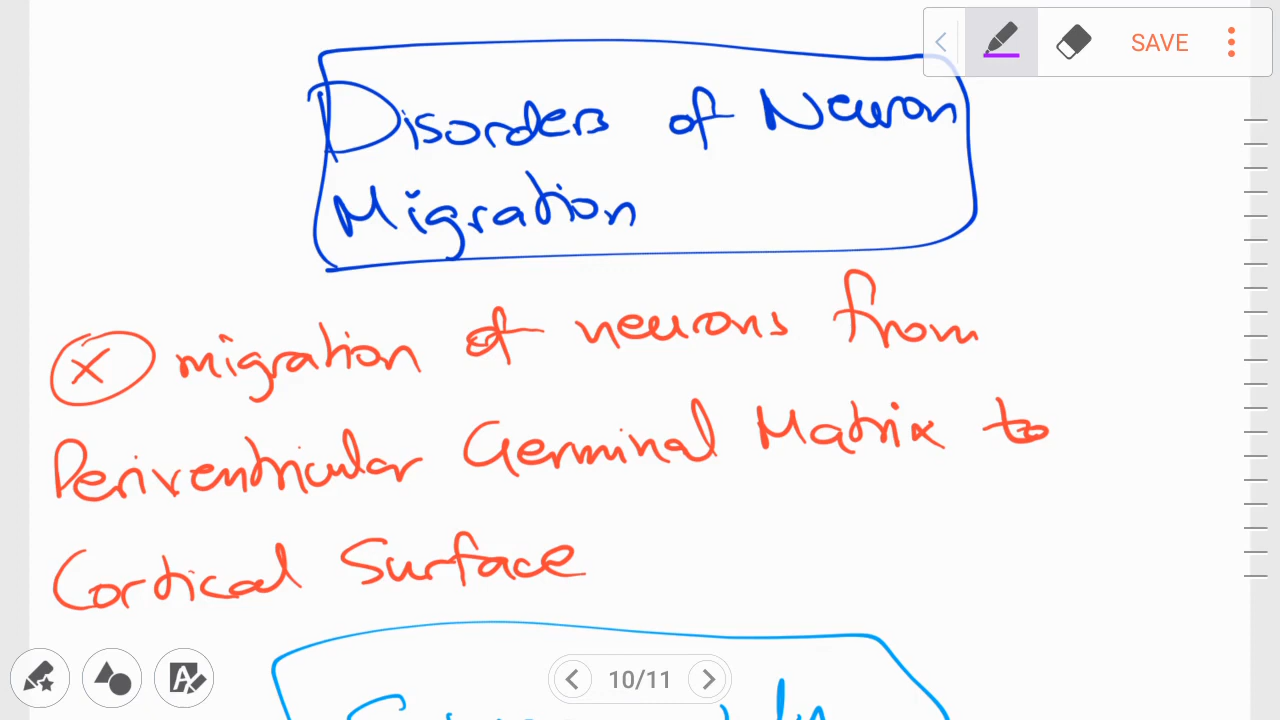 SAVE
Disorders of Neuron
Migration
migration of neurons from
Periventricular Germinal Matrix to
Cortical Surface
10/11